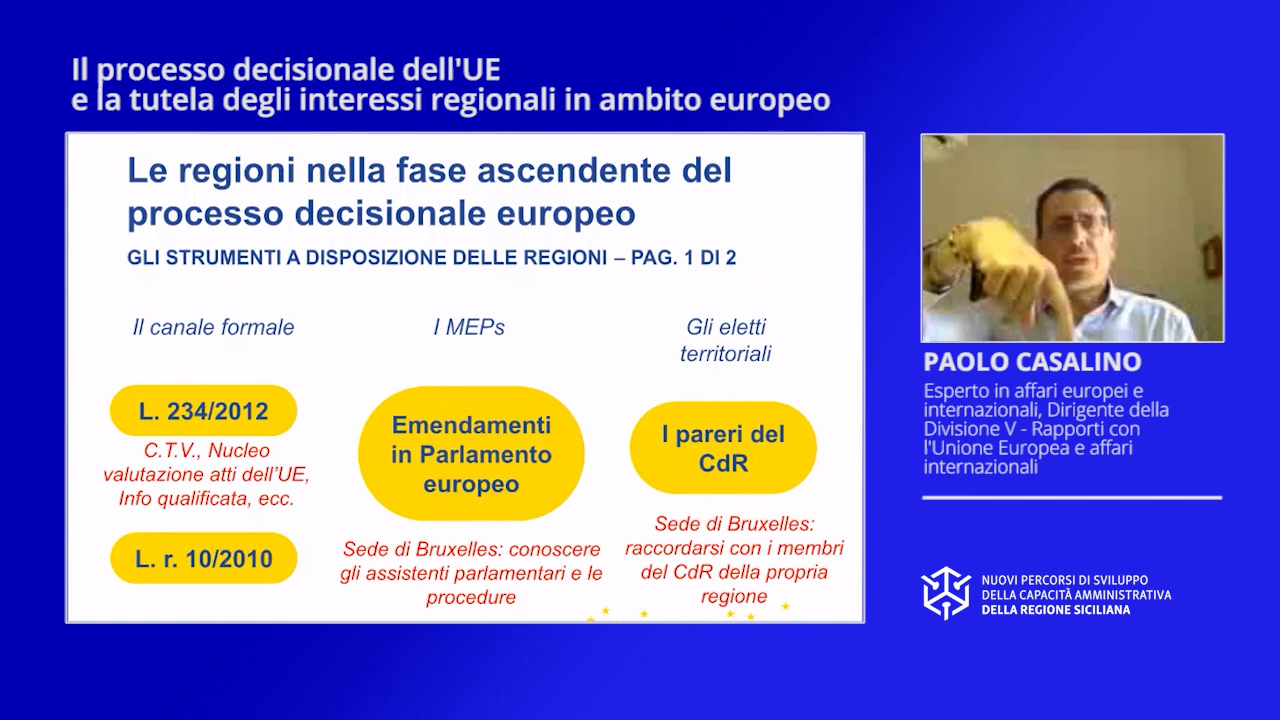 Il processo decisionale dell'UE
e la tutela degli interessi regionali in ambito europeo
Le regioni nella fase ascendente del
processo decisionale europeo
GLI STRUMENTI A DISPOSIZIONE DELLE REGIONI – PAG. 1 DI 2
Il canale formale
L. 234/2012
C.T.V., Nucleo
valutazione atti dell'UE,
Info qualificata, ecc.
L. r. 10/2010
I MEPs
Emendamenti
in Parlamento
europeo
Sede di Bruxelles: conoscere
gli assistenti parlamentari e le
procedure
Gli eletti
territoriali
I pareri del
CdR
Sede di Bruxelles:
raccordarsi con i membri
del CdR della propria
regione
PAOLO CASALINO
Esperto in affari europei e
internazionali, Dirigente della
Divisione V - Rapporti con
l'Unione Europea e affari
internazionali
NUOVI PERCORSI DI SVILUPPO
DELLA CAPACITÀ AMMINISTRATIVA
DELLA REGIONE SICILIANA